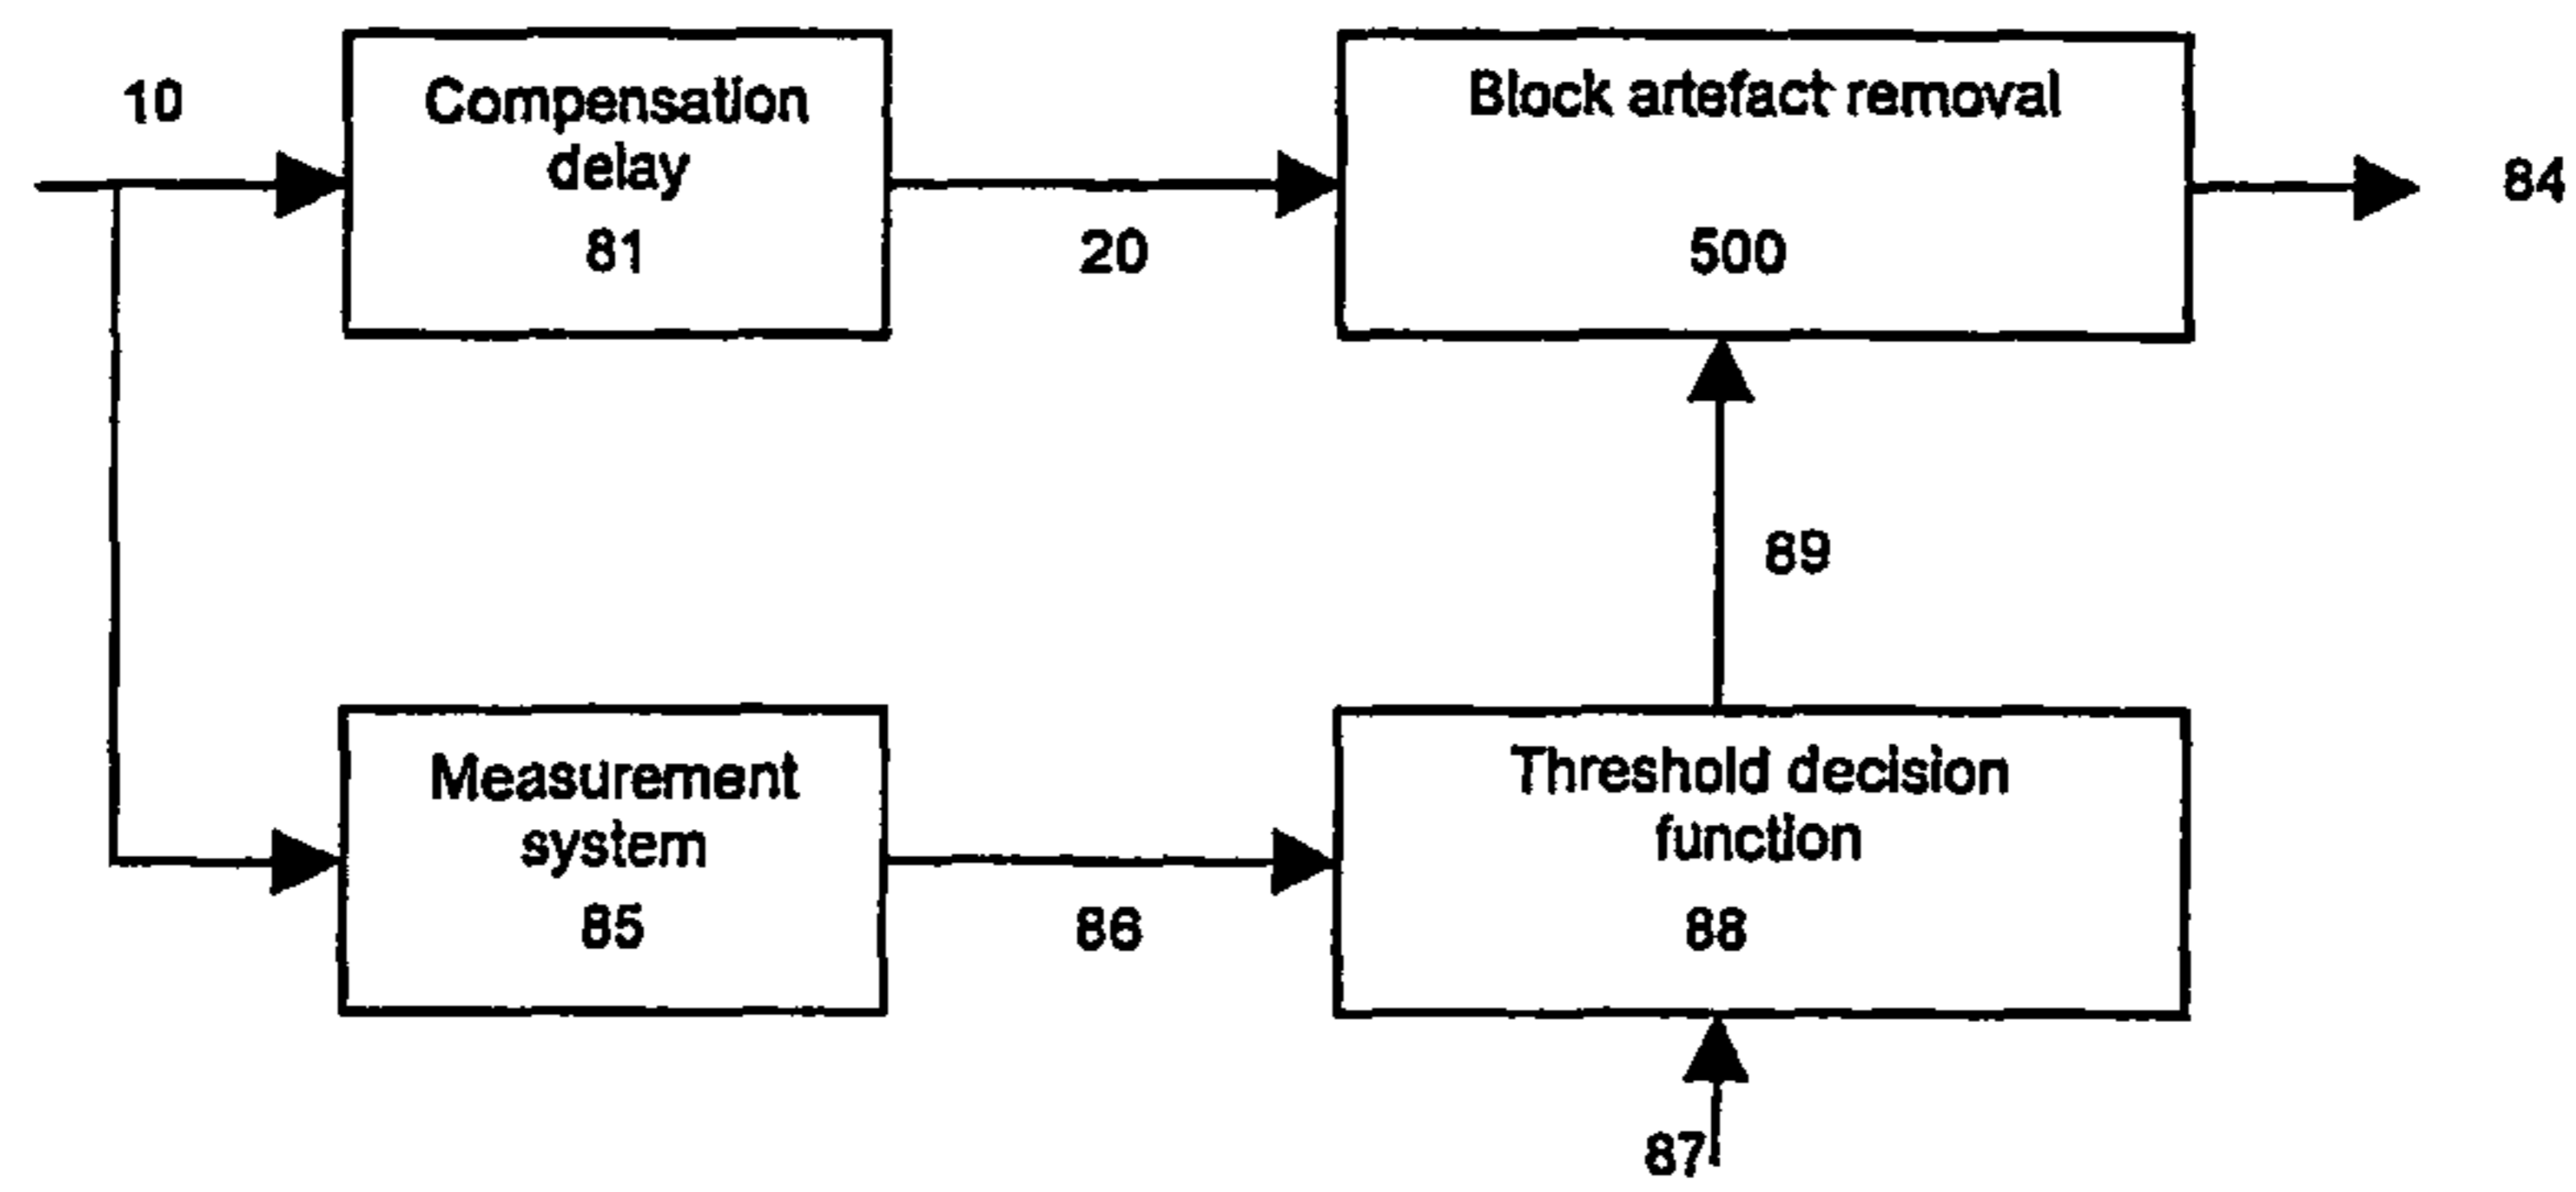 10
Compensation
delay
81
20
Block artefact removal
500
84
89
Measurement
system
85
86
Threshold decision
function
88
87